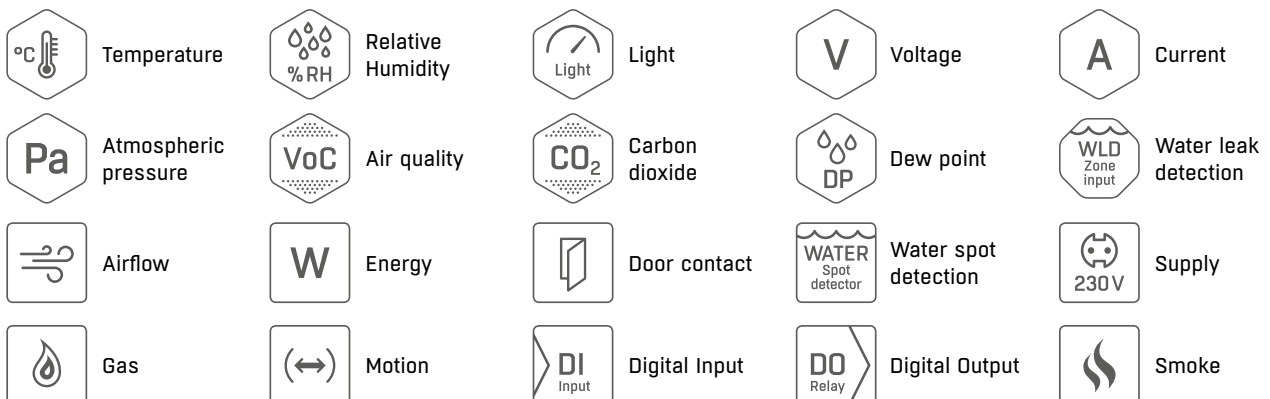 °C
Temperature
%RH
Relative
Humidity
Light
Light
V
Voltage
A
Current
Pa
Atmospheric
pressure
VoC
Air quality
CO₂
Carbon
dioxide
DP
Dew point
WLD
Zone
input
Water leak
detection
Airflow
W
Energy
Door contact
WATER
Spot
detector
Water spot
detection
230 V
Supply
Gas
Motion
DI
Input
Digital Input
DO
Relay
Digital Output
Smoke